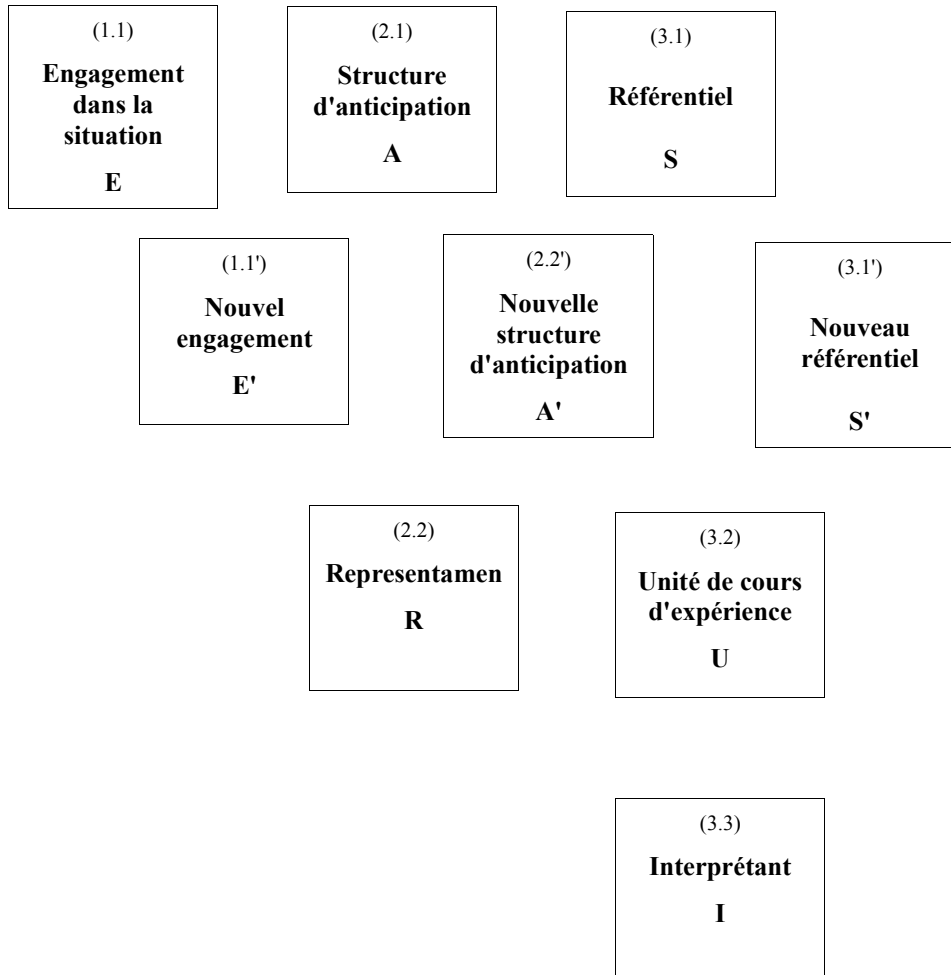 (1.1)
Engagement
dans la
situation
E
(2.1)
Structure
d'anticipation
A
(3.1)
Référentiel
S
(1.1')
Nouvel
engagement
E'
(2.2')
Nouvelle
structure
d'anticipation
A'
(3.1')
Nouveau
référentiel
S'
(2.2)
Representamen
R
(3.2)
Unité de cours
d'expérience
U
(3.3)
Interprétant
I